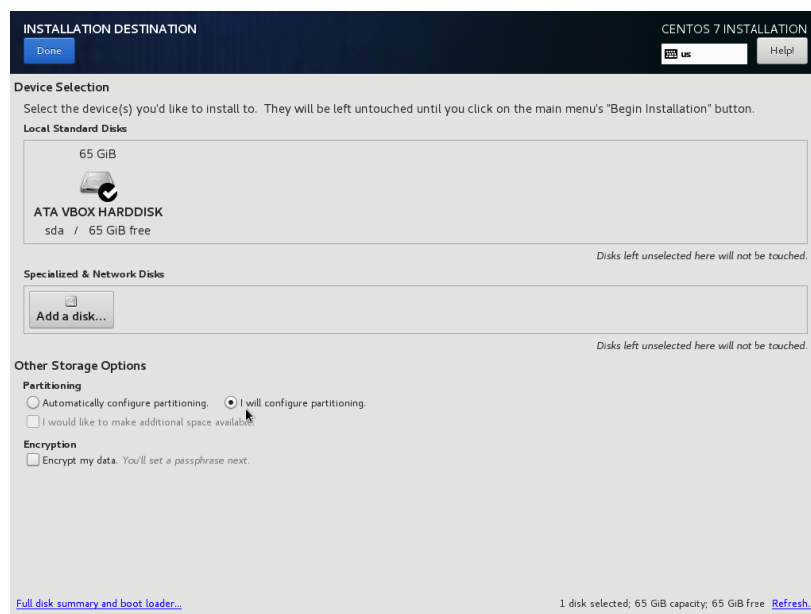 INSTALLATION DESTINATION
CENTOS 7 INSTALLATION
Done
us
Help!
Device Selection
Select the device(s) you'd like to install to. They will be left untouched until you click on the main menu's "Begin Installation" button.
Local Standard Disks
65 GiB
ATA VBOX HARDDISK
sda / 65 GiB free
Disks left unselected here will not be touched.
Specialized & Network Disks
Add a disk...
Disks left unselected here will not be touched.
Other Storage Options
Partitioning
Automatically configure partitioning. I will configure partitioning.
I would like to make additional space available.
Encryption
Encrypt my data. You'll set a passphrase next.
Full disk summary and boot loader...
1 disk selected; 65 GiB capacity; 65 GiB free Refresh.